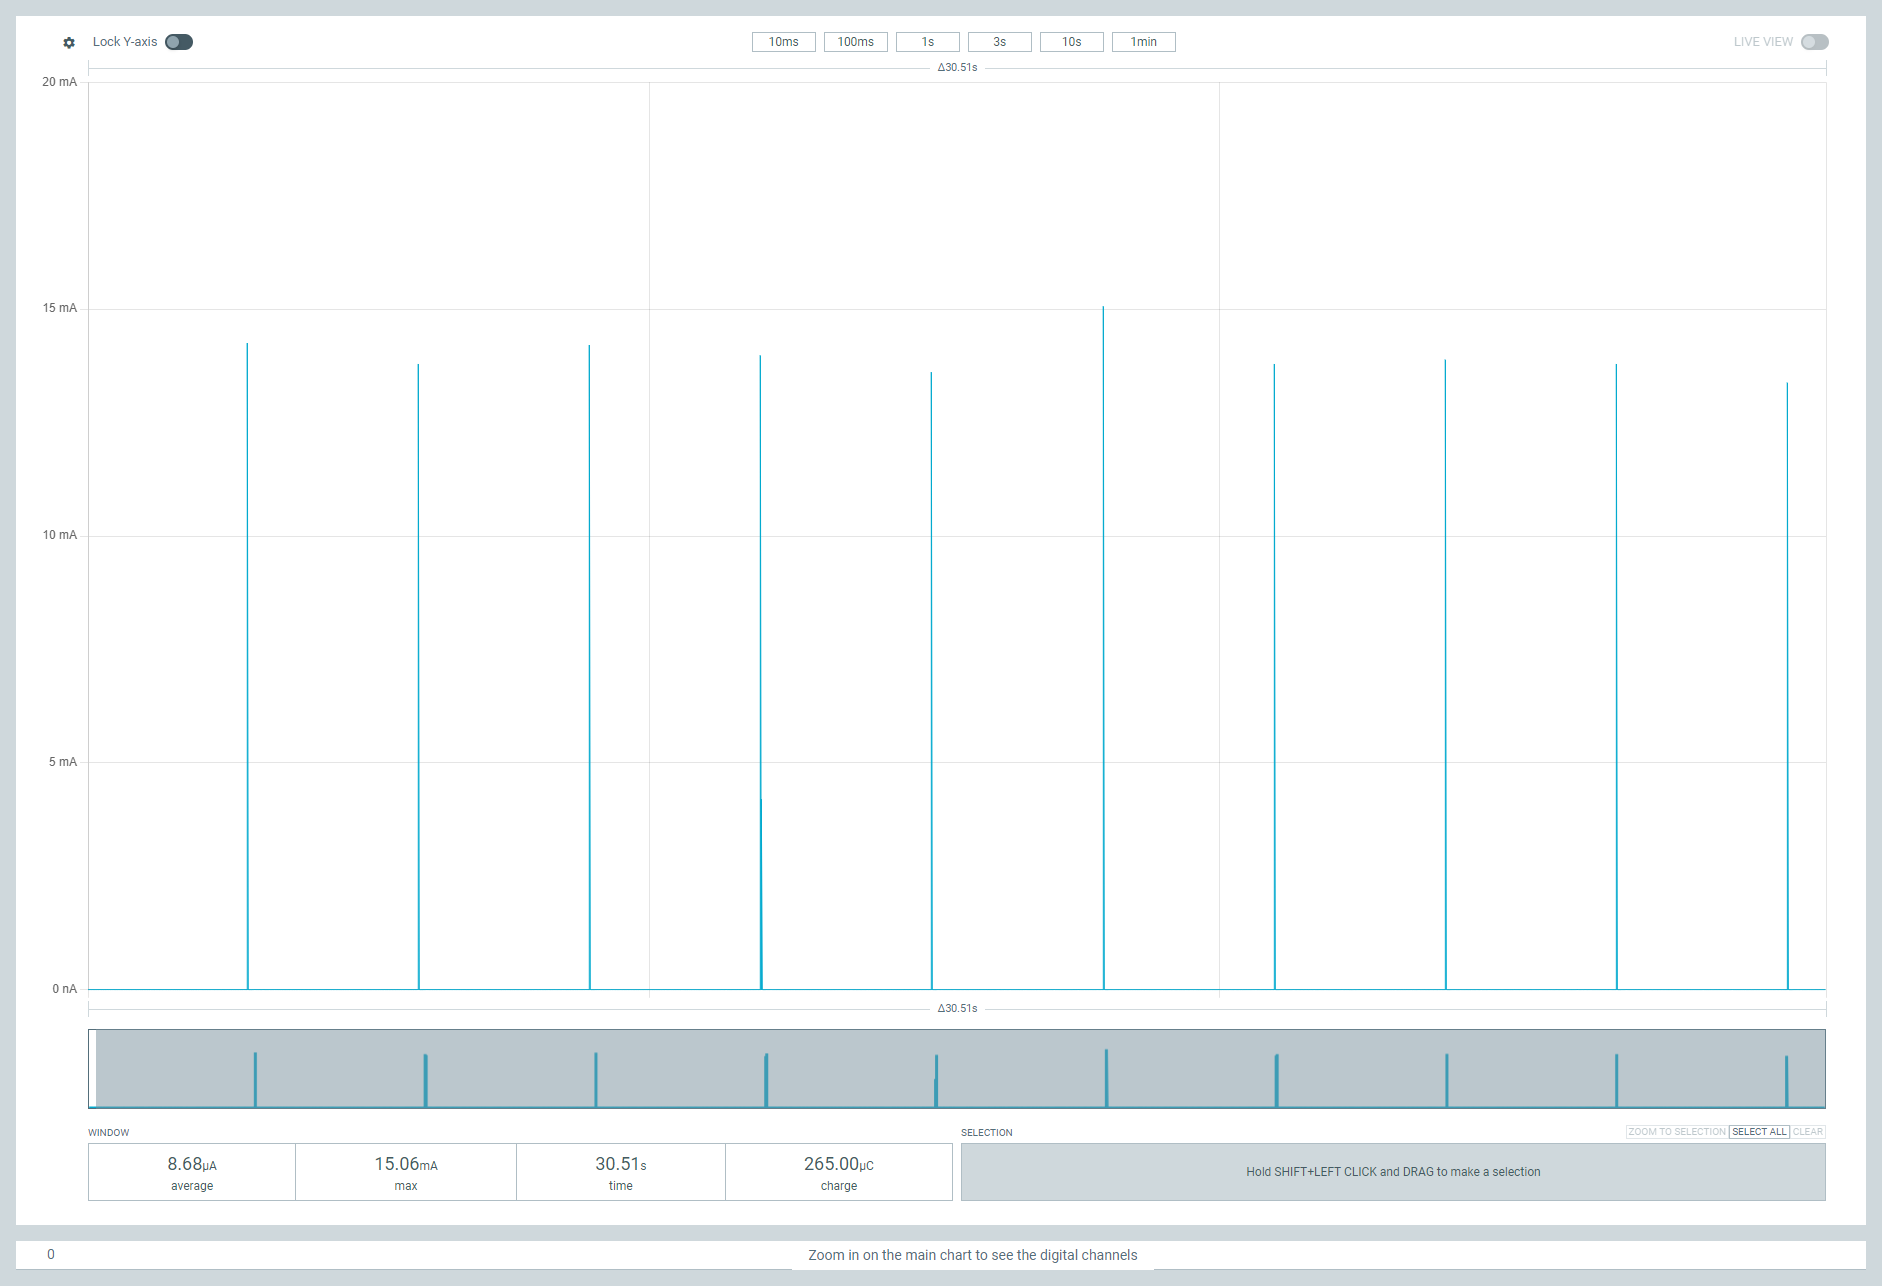 Lock Y-axis
10ms 100ms 1s 3s 10s 1min
LIVE VIEW
Δ30.51s
20 mA
15 mA
10 mA
5 mA
0 nA
Δ30.51s
WINDOW
8.68μA 15.06mA 30.51s 265.00μC
average max time charge
SELECTION
ZOOM TO SELECTION SELECT ALL CLEAR
Hold SHIFT+LEFT CLICK and DRAG to make a selection
0
Zoom in on the main chart to see the digital channels